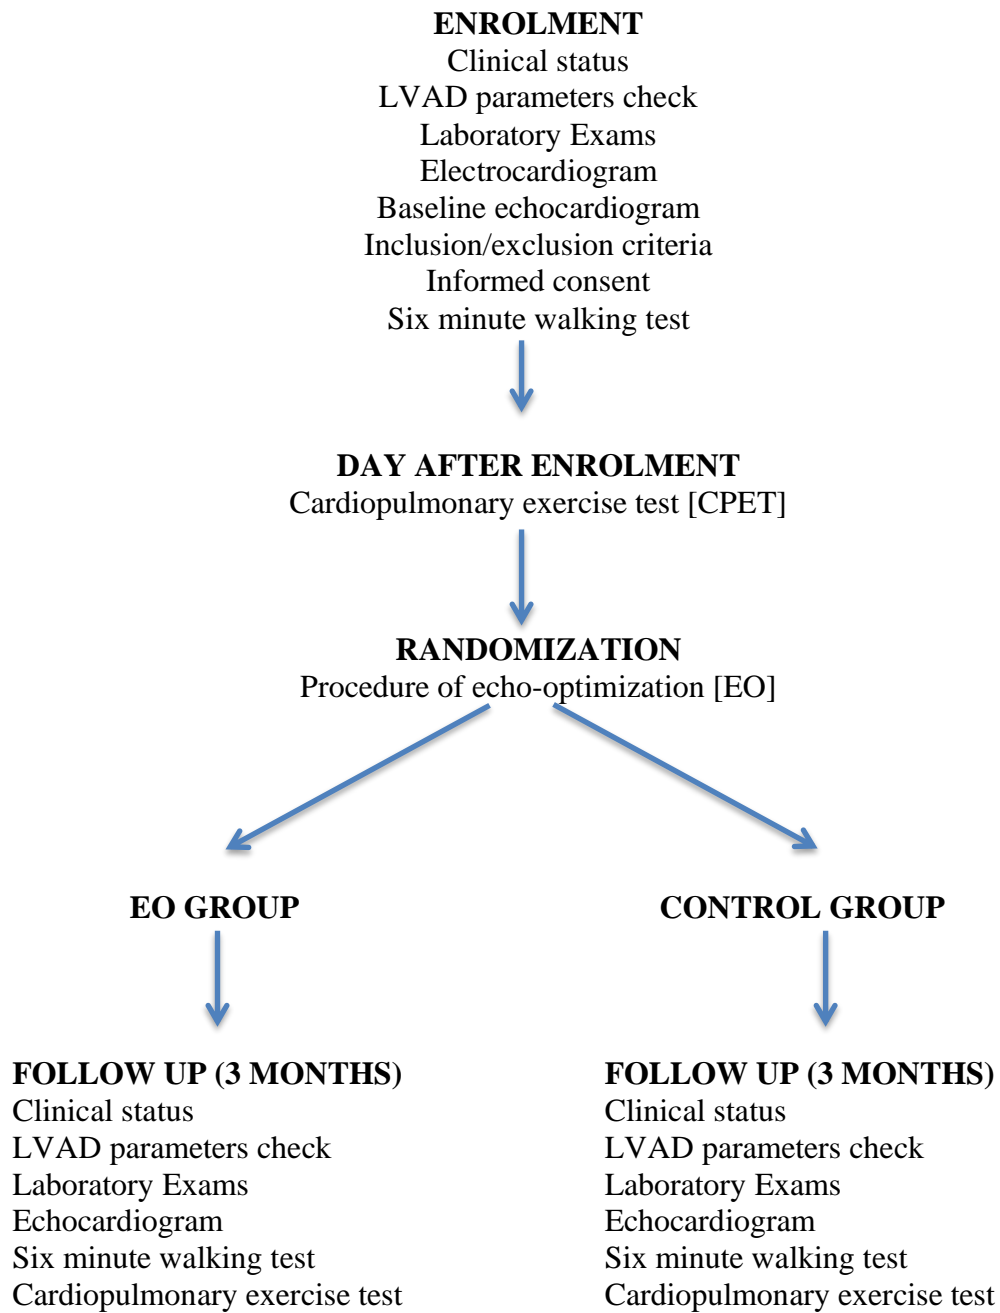 ENROLMENT
Clinical status
LVAD parameters check
Laboratory Exams
Electrocardiogram
Baseline echocardiogram
Inclusion/exclusion criteria
Informed consent
Six minute walking test
DAY AFTER ENROLMENT
Cardiopulmonary exercise test [CPET]
RANDOMIZATION
Procedure of echo-optimization [EO]
EO GROUP
CONTROL GROUP
FOLLOW UP (3 MONTHS)
Clinical status
LVAD parameters check
Laboratory Exams
Echocardiogram
Six minute walking test
Cardiopulmonary exercise test
FOLLOW UP (3 MONTHS)
Clinical status
LVAD parameters check
Laboratory Exams
Echocardiogram
Six minute walking test
Cardiopulmonary exercise test